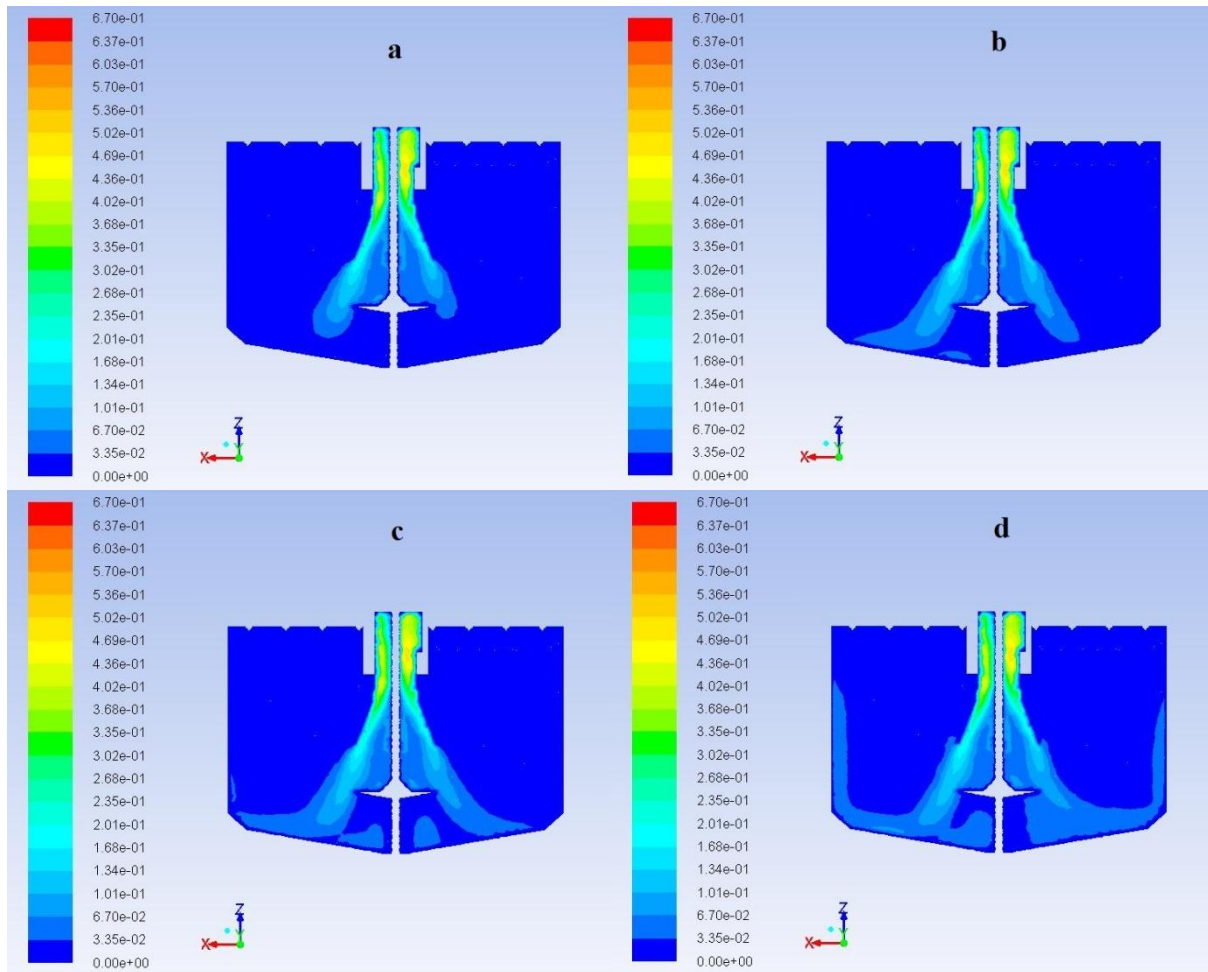 a
6.70e-01
6.37e-01
6.03e-01
5.70e-01
5.36e-01
5.02e-01
4.69e-01
4.36e-01
4.02e-01
3.68e-01
3.35e-01
3.02e-01
2.68e-01
2.35e-01
2.01e-01
1.68e-01
1.34e-01
1.01e-01
6.70e-02
3.35e-02
0.00e+00
Z
Y
X
b
6.70e-01
6.37e-01
6.03e-01
5.70e-01
5.36e-01
5.02e-01
4.69e-01
4.36e-01
4.02e-01
3.68e-01
3.35e-01
3.02e-01
2.68e-01
2.35e-01
2.01e-01
1.68e-01
1.34e-01
1.01e-01
6.70e-02
3.35e-02
0.00e+00
Z
Y
X
c
6.70e-01
6.37e-01
6.03e-01
5.70e-01
5.36e-01
5.02e-01
4.69e-01
4.36e-01
4.02e-01
3.68e-01
3.35e-01
3.02e-01
2.68e-01
2.35e-01
2.01e-01
1.68e-01
1.34e-01
1.01e-01
6.70e-02
3.35e-02
0.00e+00
Z
Y
X
d
6.70e-01
6.37e-01
6.03e-01
5.70e-01
5.36e-01
5.02e-01
4.69e-01
4.36e-01
4.02e-01
3.68e-01
3.35e-01
3.02e-01
2.68e-01
2.35e-01
2.01e-01
1.68e-01
1.34e-01
1.01e-01
6.70e-02
3.35e-02
0.00e+00
Z
Y
X